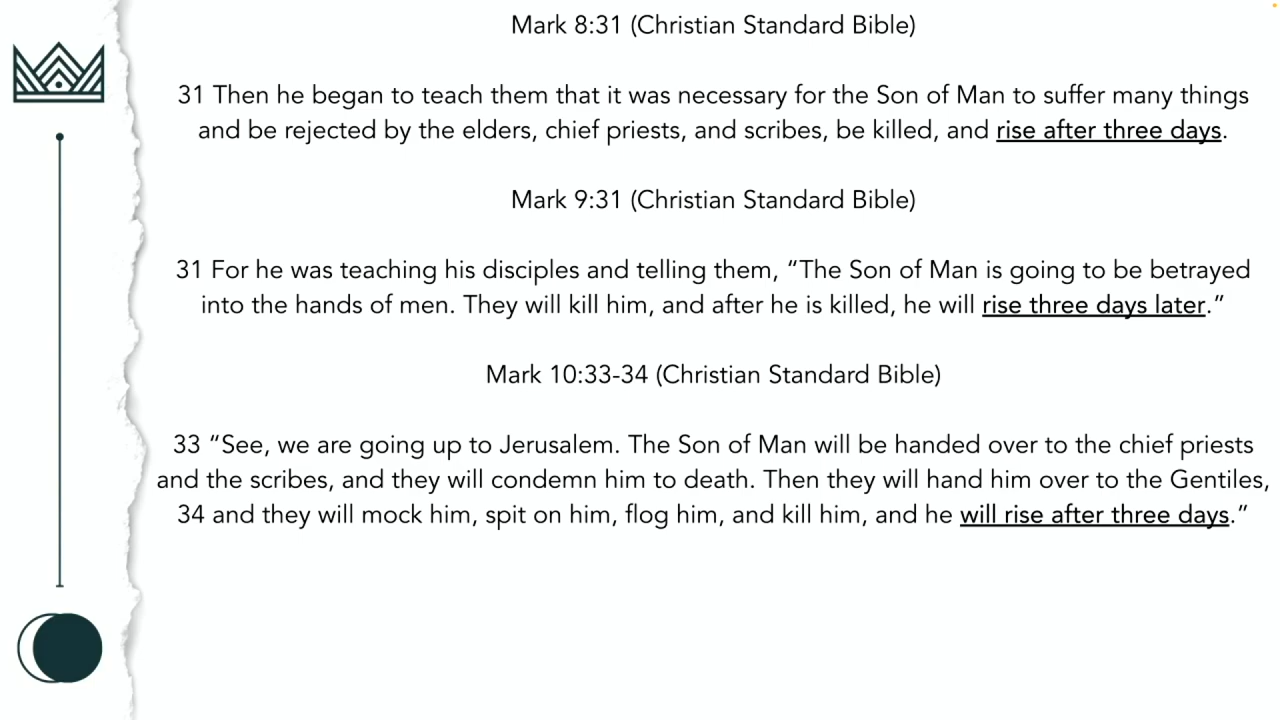 Mark 8:31 (Christian Standard Bible)
31 Then he began to teach them that it was necessary for the Son of Man to suffer many things
and be rejected by the elders, chief priests, and scribes, be killed, and rise after three days.
Mark 9:31 (Christian Standard Bible)
31 For he was teaching his disciples and telling them, “The Son of Man is going to be betrayed
into the hands of men. They will kill him, and after he is killed, he will rise three days later.”
Mark 10:33-34 (Christian Standard Bible)
33 “See, we are going up to Jerusalem. The Son of Man will be handed over to the chief priests
and the scribes, and they will condemn him to death. Then they will hand him over to the Gentiles,
34 and they will mock him, spit on him, flog him, and kill him, and he will rise after three days.”